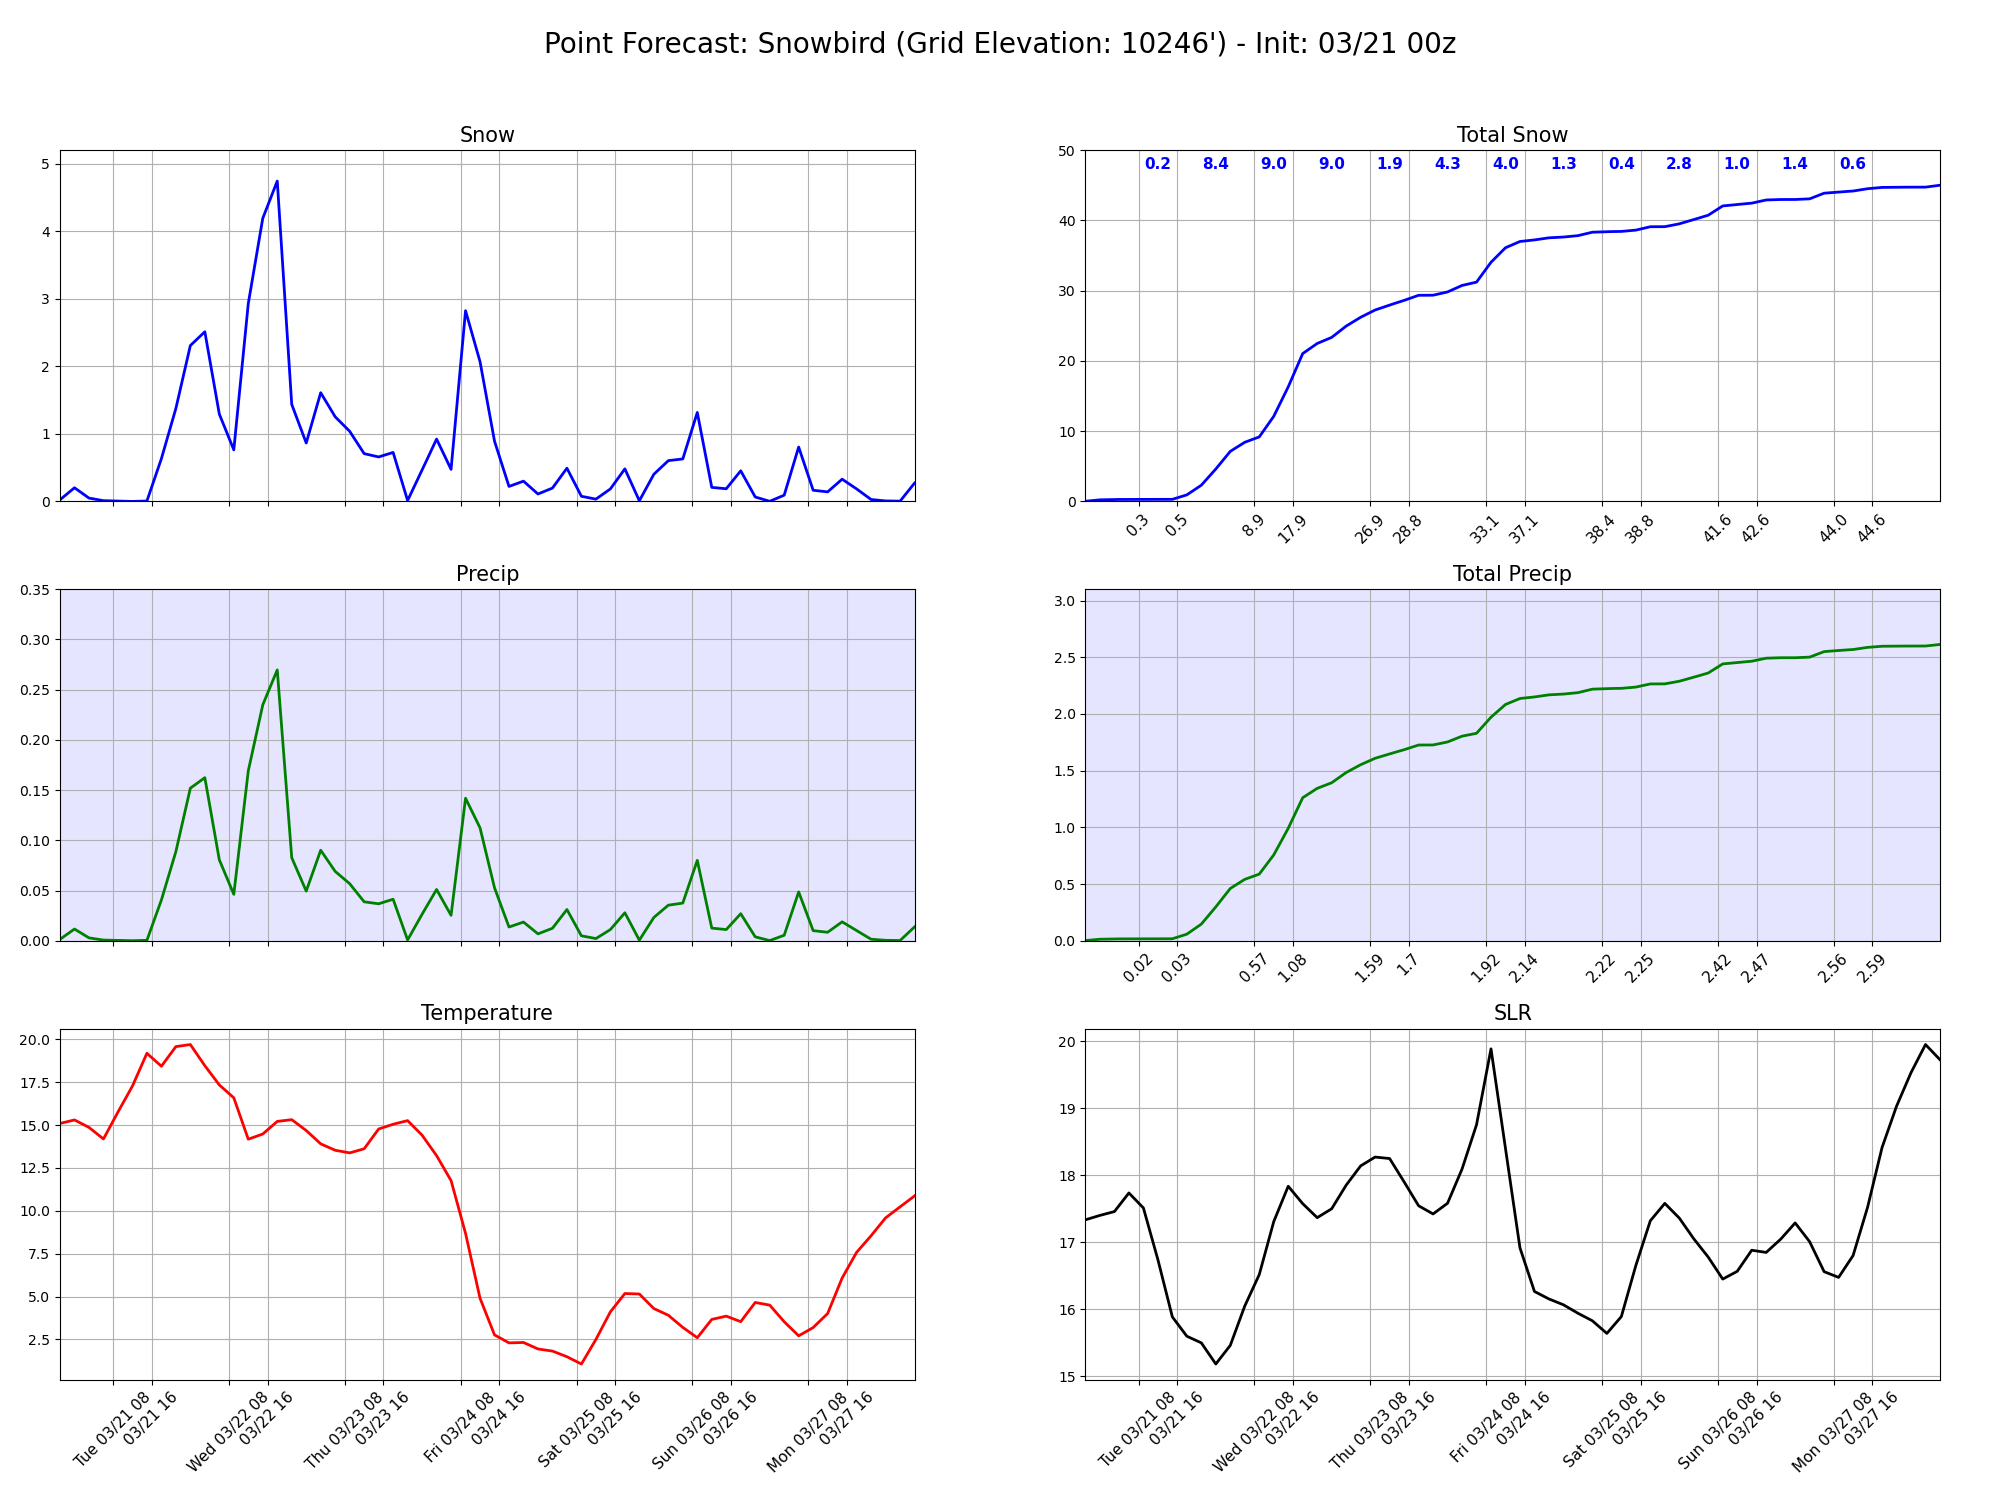 Point Forecast: Snowbird (Grid Elevation: 10246') - Init: 03/21 00z
Snow
5
4
3
2
1
0
Total Snow
50
40
30
20
10
0
0.2 8.4 9.0 9.0 1.9 4.3 4.0 1.3 0.4 2.8 1.0 1.4 0.6
0.3 0.5 8.9 17.9 26.9 28.8 33.1 37.1 38.4 38.8 41.6 42.6 44.0 44.6
Precip
0.35
0.30
0.25
0.20
0.15
0.10
0.05
0.00
Total Precip
3.0
2.5
2.0
1.5
1.0
0.5
0.0
0.02 0.03 0.57 1.08 1.59 1.7 1.92 2.14 2.22 2.25 2.42 2.47 2.56 2.59
Temperature
20.0
17.5
15.0
12.5
10.0
7.5
5.0
2.5
Tue 03/21 08
03/21 16
Wed 03/22 08
03/22 16
Thu 03/23 08
03/23 16
Fri 03/24 08
03/24 16
Sat 03/25 08
03/25 16
Sun 03/26 08
03/26 16
Mon 03/27 08
03/27 16
SLR
20
19
18
17
16
15
Tue 03/21 08
03/21 16
Wed 03/22 08
03/22 16
Thu 03/23 08
03/23 16
Fri 03/24 08
03/24 16
Sat 03/25 08
03/25 16
Sun 03/26 08
03/26 16
Mon 03/27 08
03/27 16